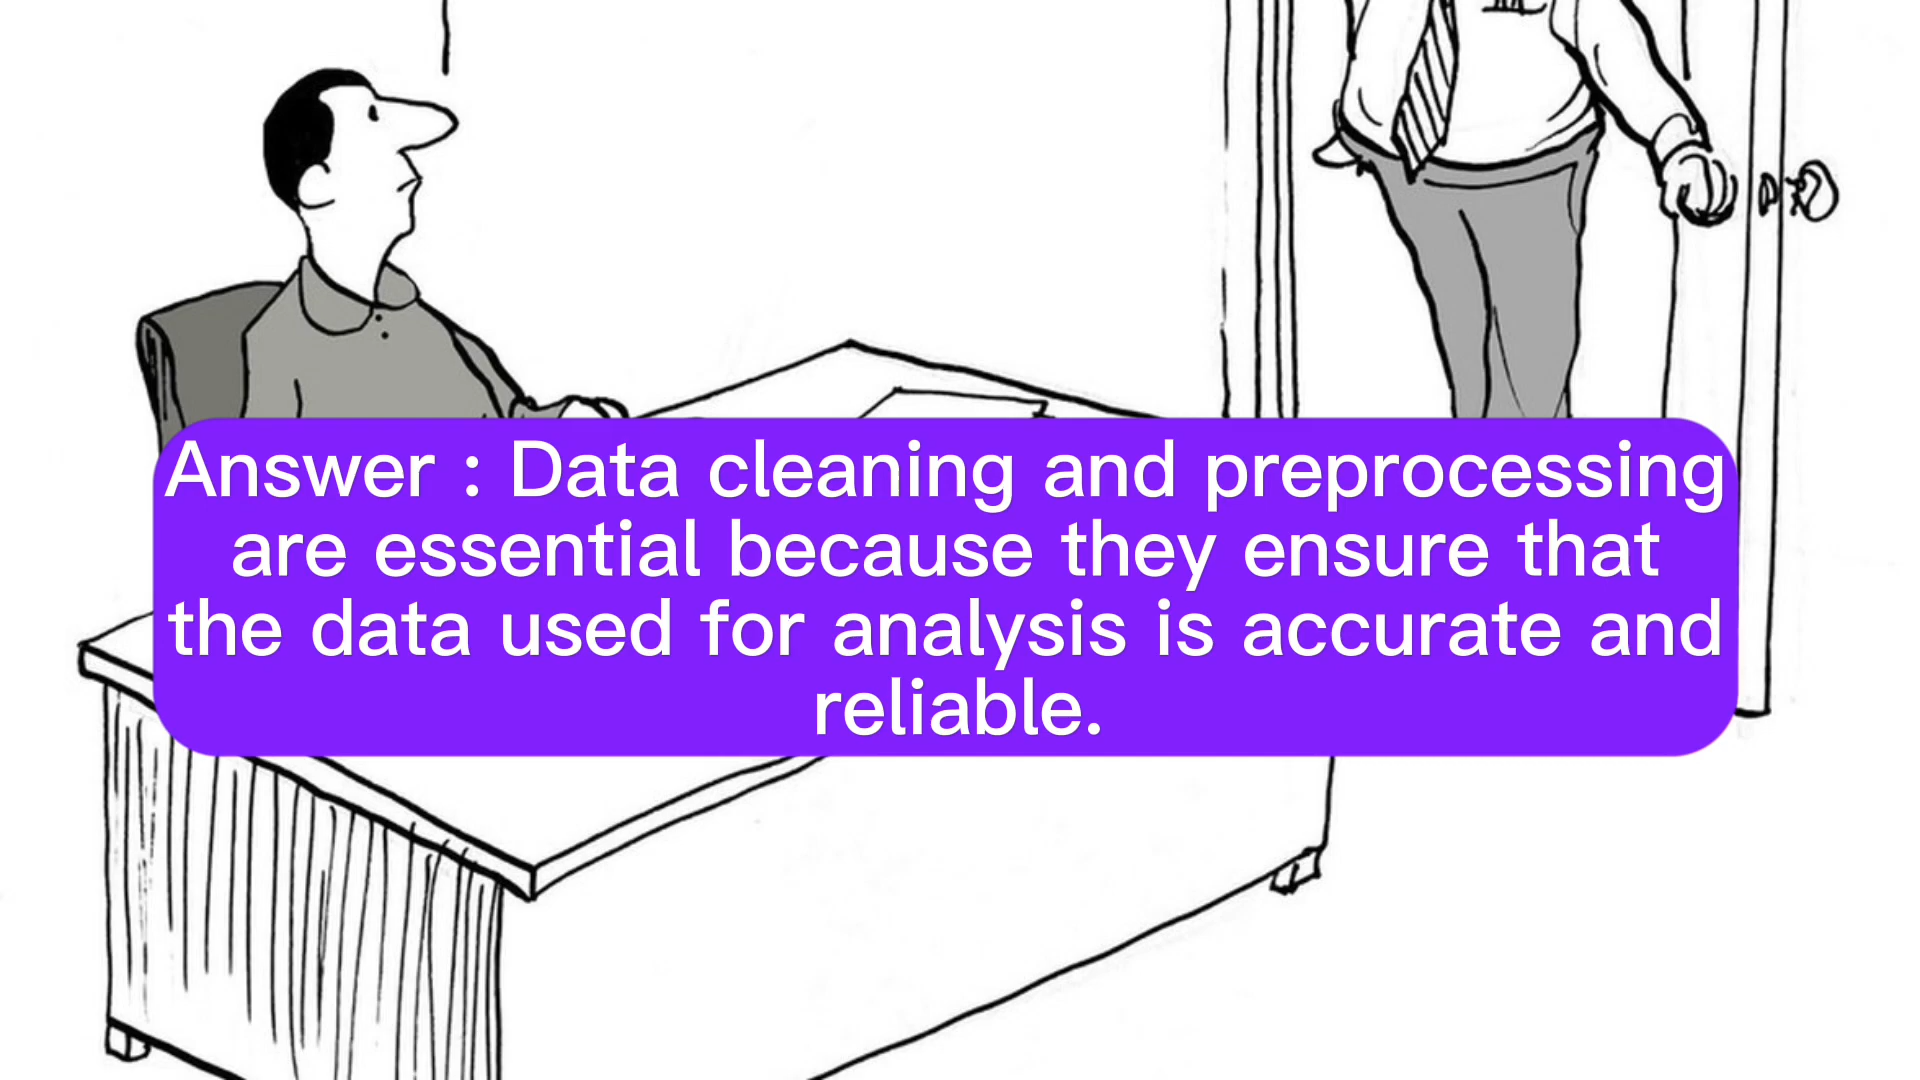 Answer : Data cleaning and preprocessing
are essential because they ensure that
the data used for analysis is accurate and
reliable.